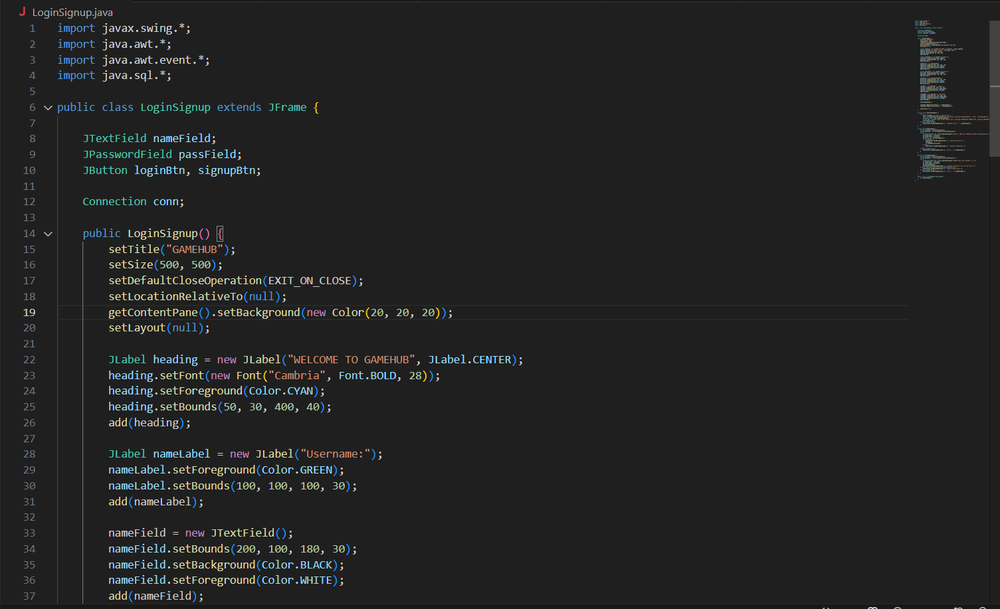 LoginSignup.java
1 import javax.swing.*;
2 import java.awt.*;
3 import java.awt.event.*;
4 import java.sql.*;
5
6 public class LoginSignup extends JFrame {
7
8 JTextField nameField;
9 JPasswordField passField;
10 JButton loginBtn, signupBtn;
11
12 Connection conn;
13
14 public LoginSignup() {
15 setTitle("GAMEHUB");
16 setSize(500, 500);
17 setDefaultCloseOperation(EXIT_ON_CLOSE);
18 setLocationRelativeTo(null);
19 getContentPane().setBackground(new Color(20, 20, 20));
20 setLayout(null);
21
22 JLabel heading = new JLabel("WELCOME TO GAMEHUB", JLabel.CENTER);
23 heading.setFont(new Font("Cambria", Font.BOLD, 28));
24 heading.setForeground(Color.CYAN);
25 heading.setBounds(50, 30, 400, 40);
26 add(heading);
27
28 JLabel nameLabel = new JLabel("Username:");
29 nameLabel.setForeground(Color.GREEN);
30 nameLabel.setBounds(100, 100, 100, 30);
31 add(nameLabel);
32
33 nameField = new JTextField();
34 nameField.setBounds(200, 100, 180, 30);
35 nameField.setBackground(Color.BLACK);
36 nameField.setForeground(Color.WHITE);
37 add(nameField);